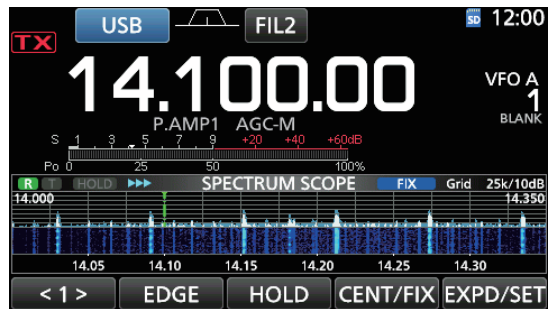 USB FIL2 SD 12:00
TX
14.100.00 VFO A
1
P.AMP1 AGC-M BLANK
S 1 3 5 7 9 +20 +40 +60dB
Po 0 25 50 100%
R T HOLD SPECTRUM SCOPE FIX Grid 25k/10dB
14.000 14.350
14.05 14.10 14.15 14.20 14.25 14.30
< 1 > EDGE HOLD CENT/FIX EXPD/SET